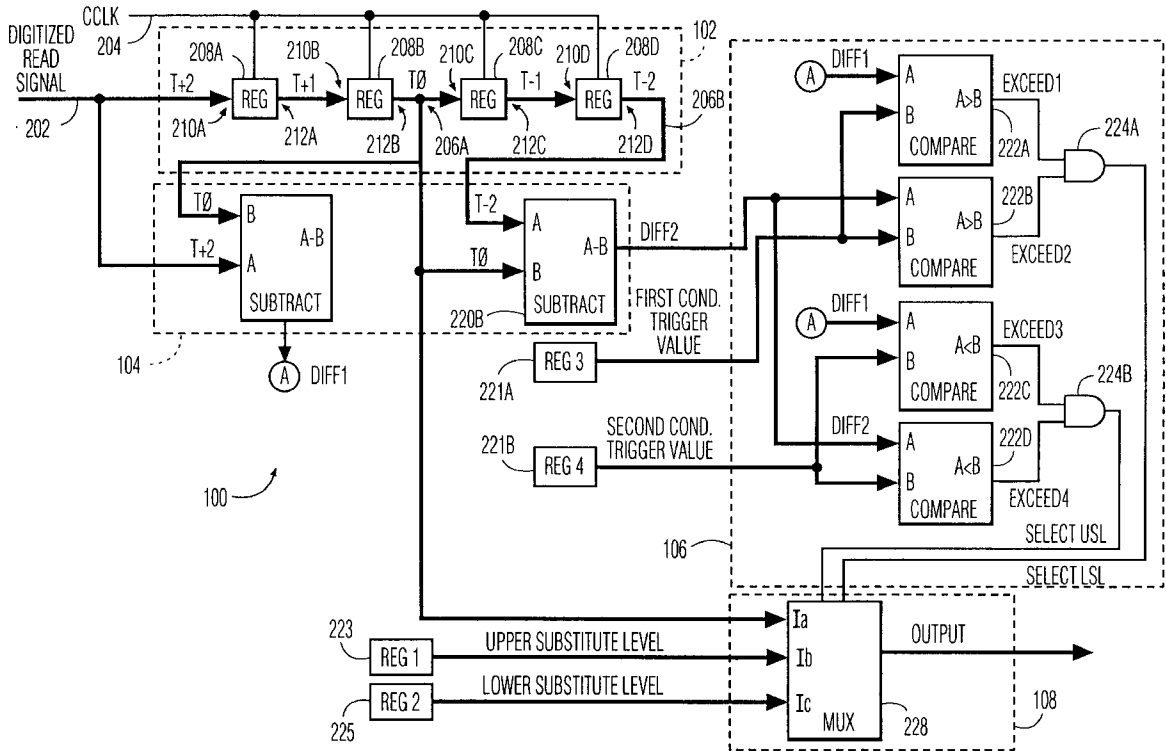 CCLK
204
DIGITIZED
READ
SIGNAL
202
208A
210B
208B
210C
208C
210D
208D
102
T+2
REG
T+1
REG
TØ
REG
T-1
REG
T-2
210A
212A
212B
206A
212C
212D
206B
TØ
B
A-B
T+2
A
SUBTRACT
T-2
A
A-B
TØ
B
SUBTRACT
220B
DIFF2
104
A
DIFF1
FIRST COND.
TRIGGER
VALUE
REG 3
221A
SECOND COND.
TRIGGER VALUE
221B
REG 4
100
A
DIFF1
A
B
A>B
COMPARE
EXCEED1
222A
224A
A
B
A>B
COMPARE
222B
EXCEED2
A
DIFF1
A
B
A<B
COMPARE
EXCEED3
222C
224B
DIFF2
A
B
A<B
COMPARE
222D
EXCEED4
106
SELECT USL
SELECT LSL
223
REG 1
UPPER SUBSTITUTE LEVEL
REG 2
225
LOWER SUBSTITUTE LEVEL
Ia
Ib
Ic
MUX
OUTPUT
228
108